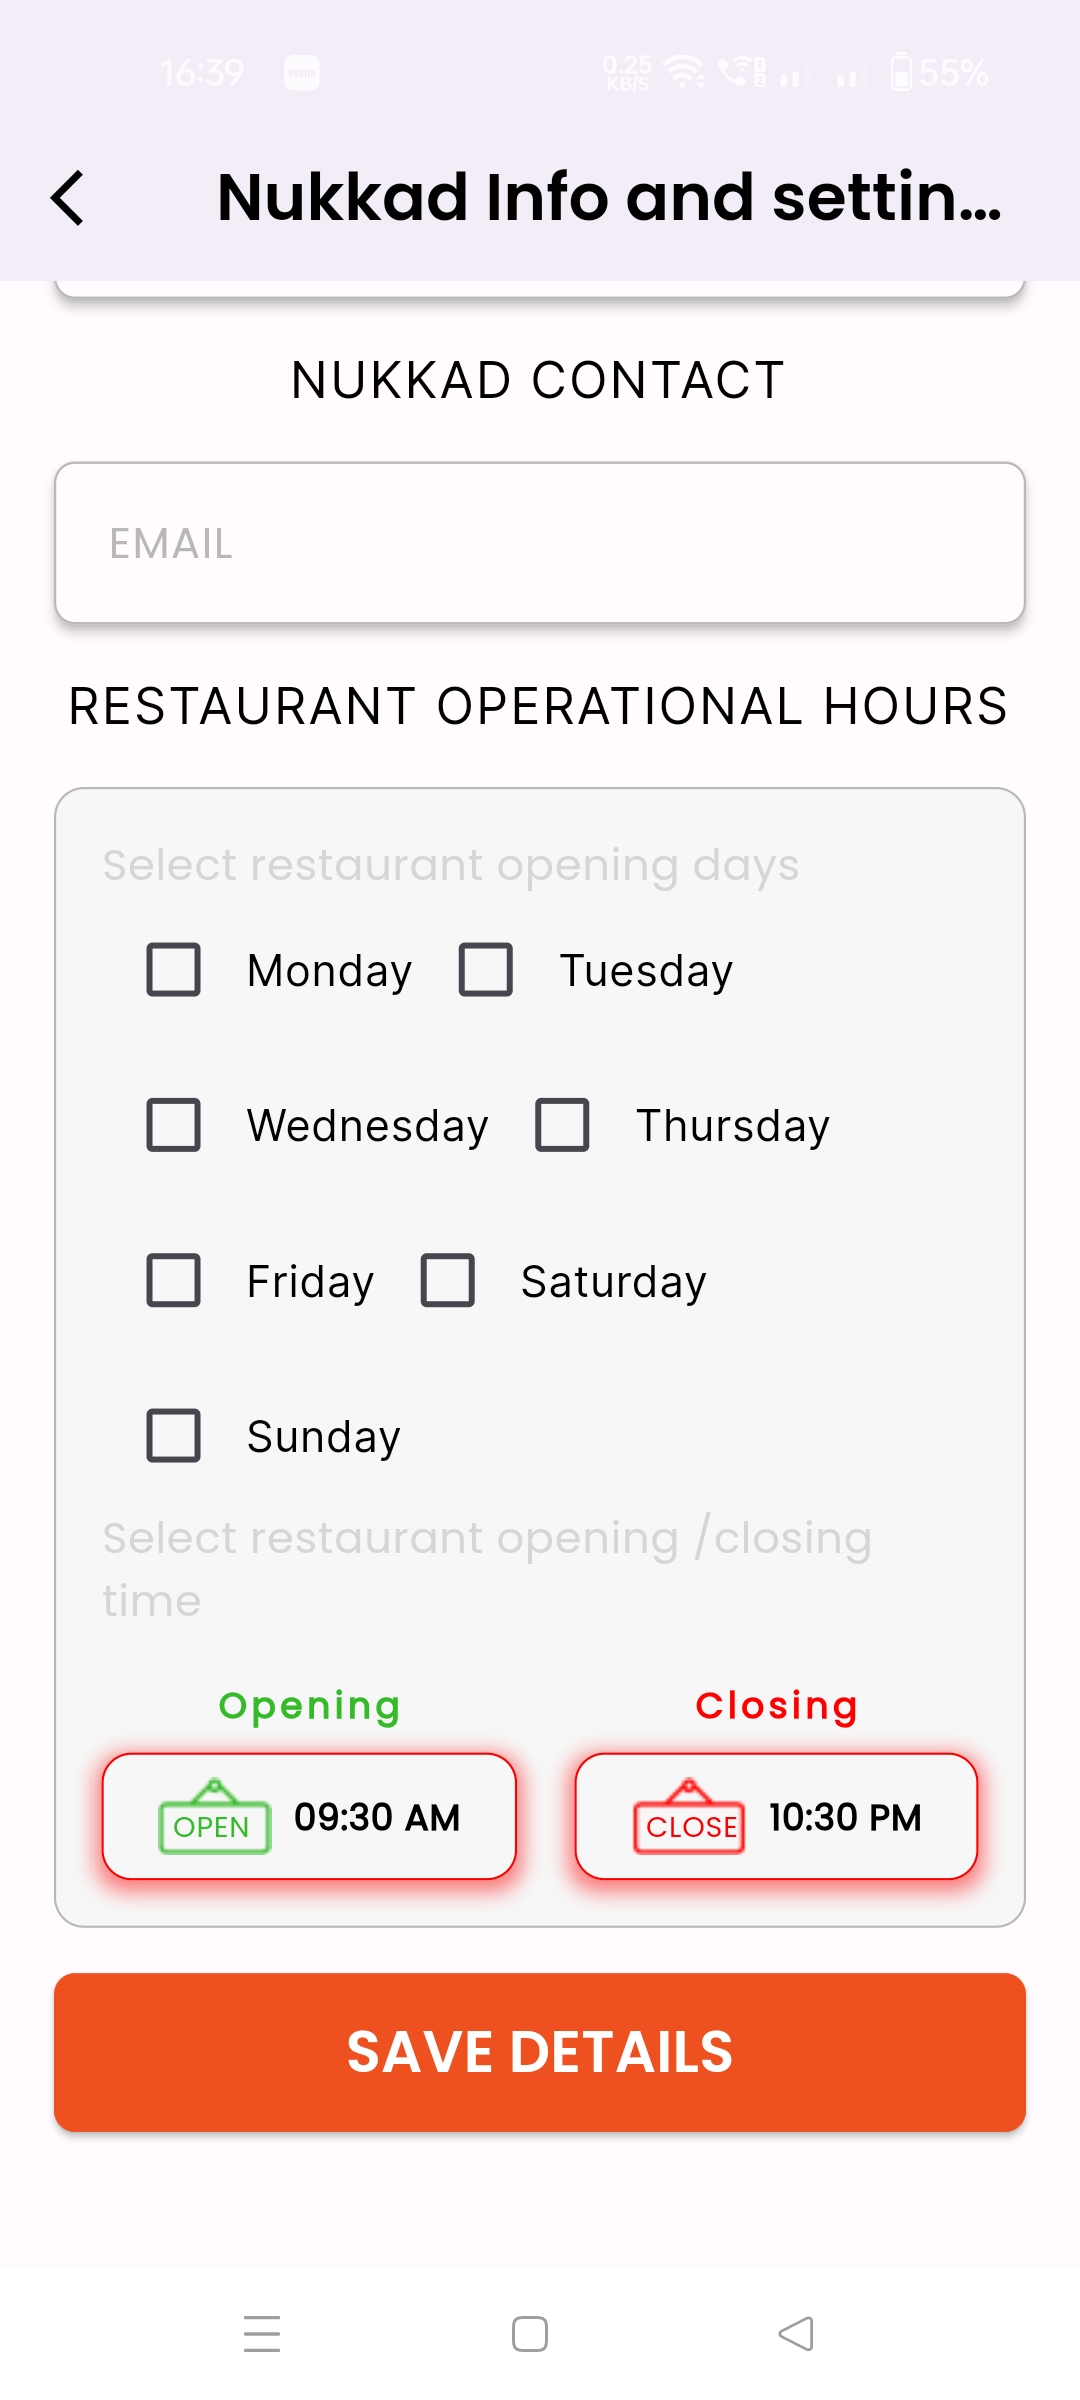 16:39
0.25
KB/S
55%
Nukkad Info and settin...
NUKKAD CONTACT
EMAIL
RESTAURANT OPERATIONAL HOURS
Select restaurant opening days
Monday Tuesday
Wednesday Thursday
Friday Saturday
Sunday
Select restaurant opening /closing
time
Opening Closing
OPEN 09:30 AM CLOSE 10:30 PM
SAVE DETAILS